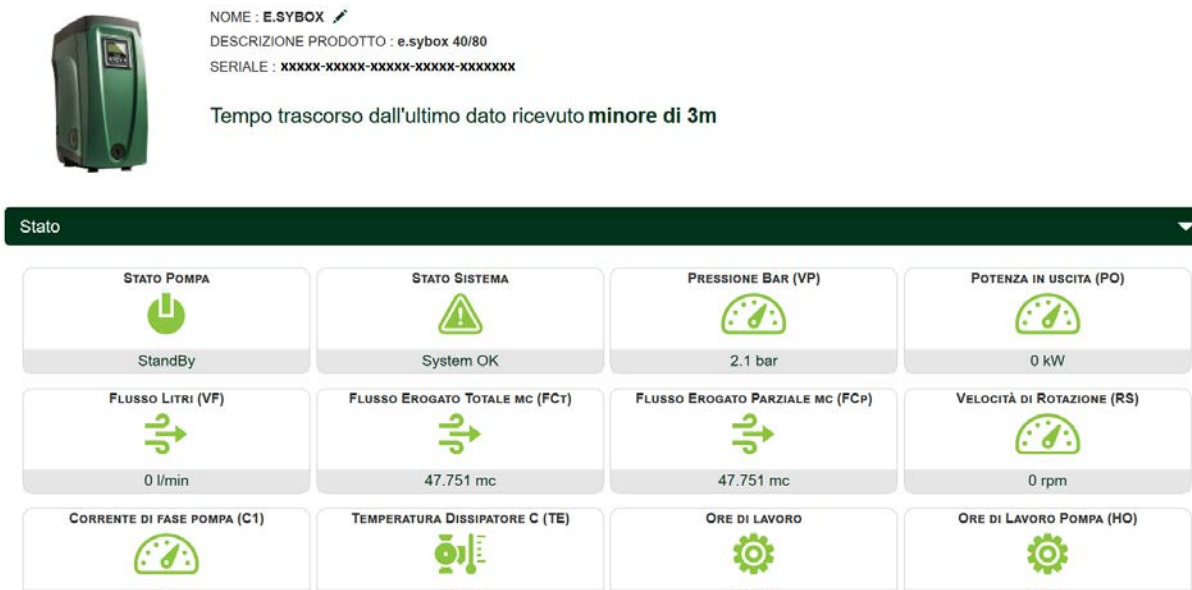 NOME : E.SYBOX
DESCRIZIONE PRODOTTO : e.sybox 40/80
SERIALE : xxxxx-xxxxx-xxxxx-xxxxx-xxxxxxx
Tempo trascorso dall'ultimo dato ricevuto minore di 3m
Stato
STATO POMPA
StandBy
STATO SISTEMA
System OK
PRESSIONE BAR (VP)
2.1 bar
POTENZA IN USCITA (PO)
0 kW
FLUSSO LITRI (VF)
0 l/min
FLUSSO EROGATO TOTALE MC (FCT)
47.751 mc
FLUSSO EROGATO PARZIALE MC (FCP)
47.751 mc
VELOCITÀ DI ROTAZIONE (RS)
0 rpm
CORRENTE DI FASE POMPA (C1)
TEMPERATURA DISSIPATORE C (TE)
ORE DI LAVORO
ORE DI LAVORO POMPA (HO)